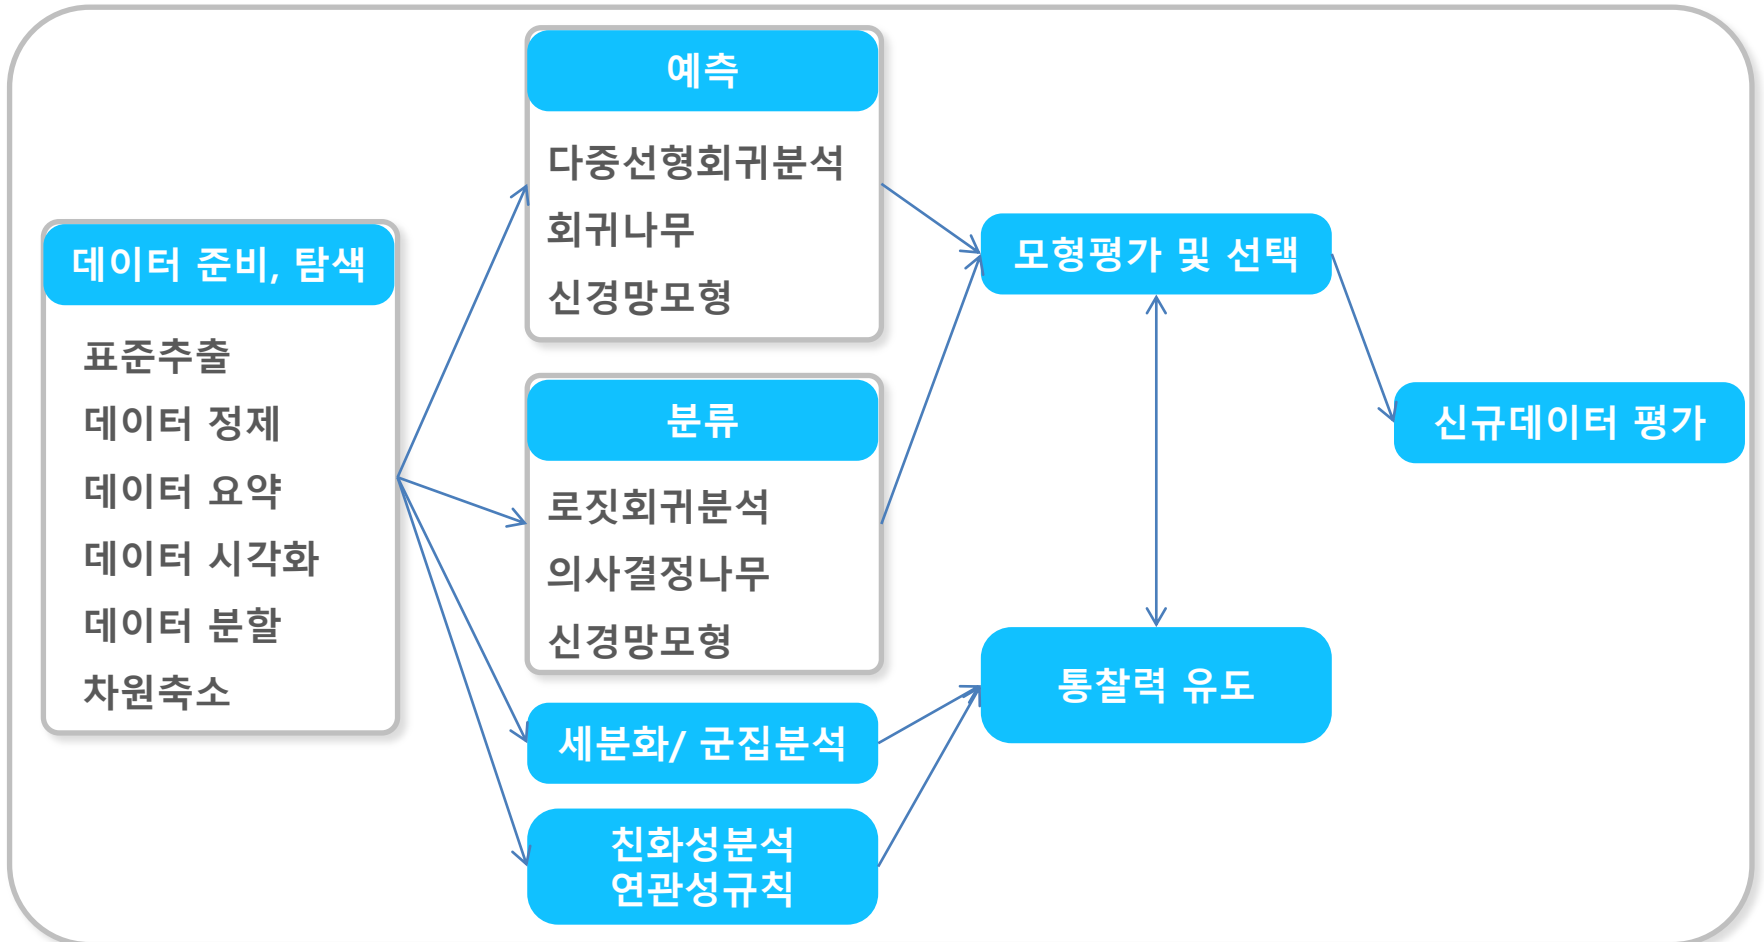 데이터 준비, 탐색
표준추출
데이터 정제
데이터 요약
데이터 시각화
데이터 분할
차원축소
예측
다중선형회귀분석
회귀나무
신경망모형
분류
로짓회귀분석
의사결정나무
신경망모형
세분화/ 군집분석
친화성분석
연관성규칙
모형평가 및 선택
통찰력 유도
신규데이터 평가